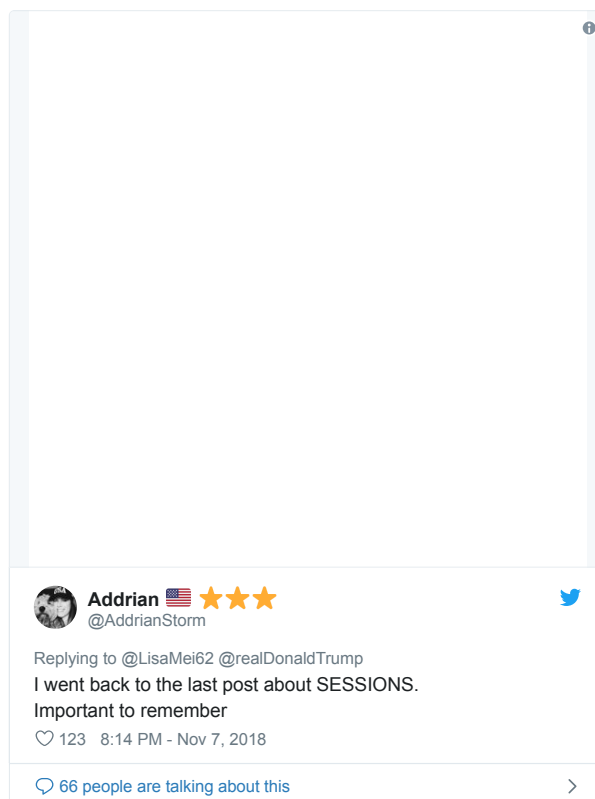 Addrian
@AddrianStorm
Replying to @LisaMei62 @realDonaldTrump
I went back to the last post about SESSIONS.
Important to remember
123 8:14 PM - Nov 7, 2018
66 people are talking about this